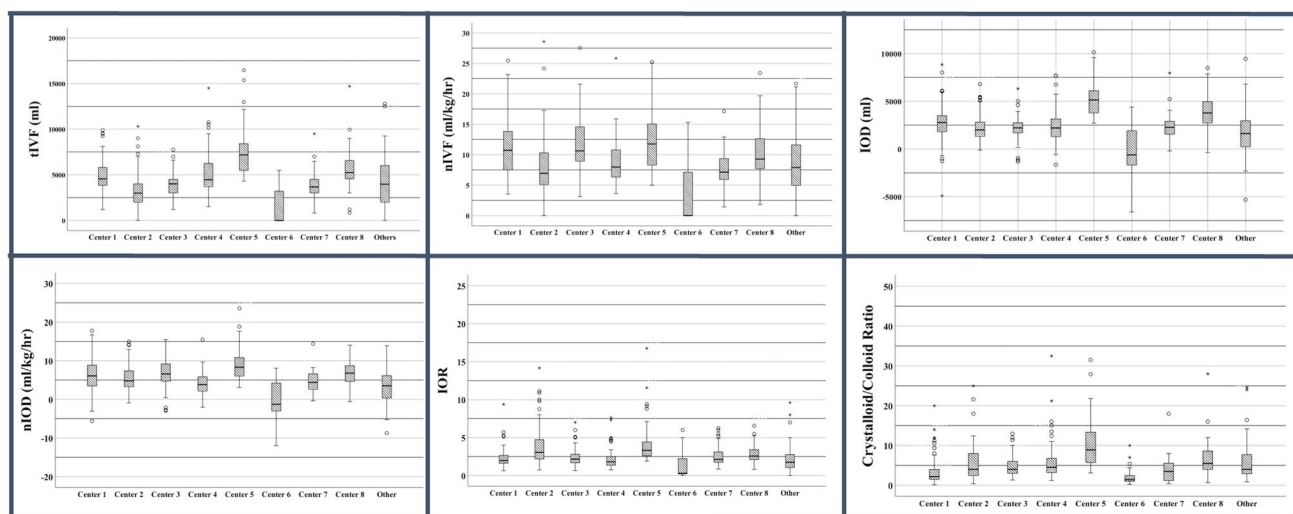 tIVF (ml)
20000
15000
10000
5000
0
Center 1 Center 2 Center 3 Center 4 Center 5 Center 6 Center 7 Center 8 Others
nIVF (ml/kg/hr)
30
25
20
15
10
5
0
Center 1 Center 2 Center 3 Center 4 Center 5 Center 6 Center 7 Center 8 Other
IOD (ml)
10000
5000
0
-5000
Center 1 Center 2 Center 3 Center 4 Center 5 Center 6 Center 7 Center 8 Other
nIOD (ml/kg/hr)
30
20
10
0
-10
-20
Center 1 Center 2 Center 3 Center 4 Center 5 Center 6 Center 7 Center 8 Other
IOR
25
20
15
10
5
0
Center 1 Center 2 Center 3 Center 4 Center 5 Center 6 Center 7 Center 8 Other
Crystalloid/Colloid Ratio
50
40
30
20
10
0
Center 1 Center 2 Center 3 Center 4 Center 5 Center 6 Center 7 Center 8 Other